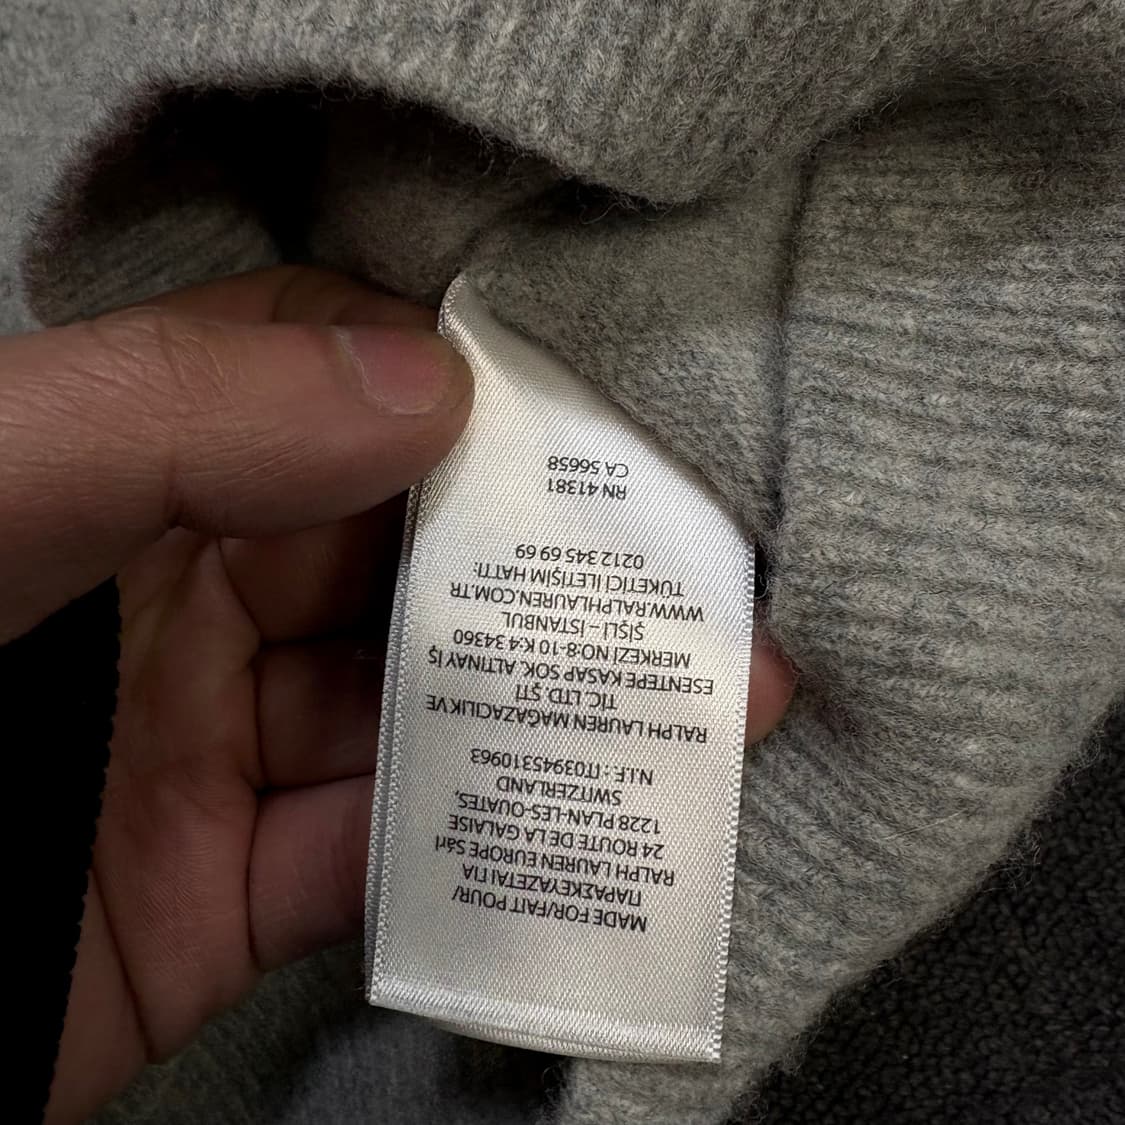 MADE FOR/FAIT POUR/
ΠΑΡΑΣΚΕΥΑΖΕΤΑΙ ΓΙΑ
RALPH LAUREN EUROPE Sárl
24 ROUTE DE LA GALAISE
1228 PLAN-LES-OUATES,
SWITZERLAND
N.I.F. : IT03945310963
RALPH LAUREN MAĞAZACILIK VE
TİC. LTD. ŞTİ
ESENTEPE KASAP SOK. ALTINAY İŞ
MERKEZİ NO:8-10 K:4 34360
ŞİŞLİ – İSTANBUL
WWW.RALPHLAUREN.COM.TR
TÜKETİCİ İLETİŞİM HATTI:
0212 345 69 69
RN 41381
CA 56658